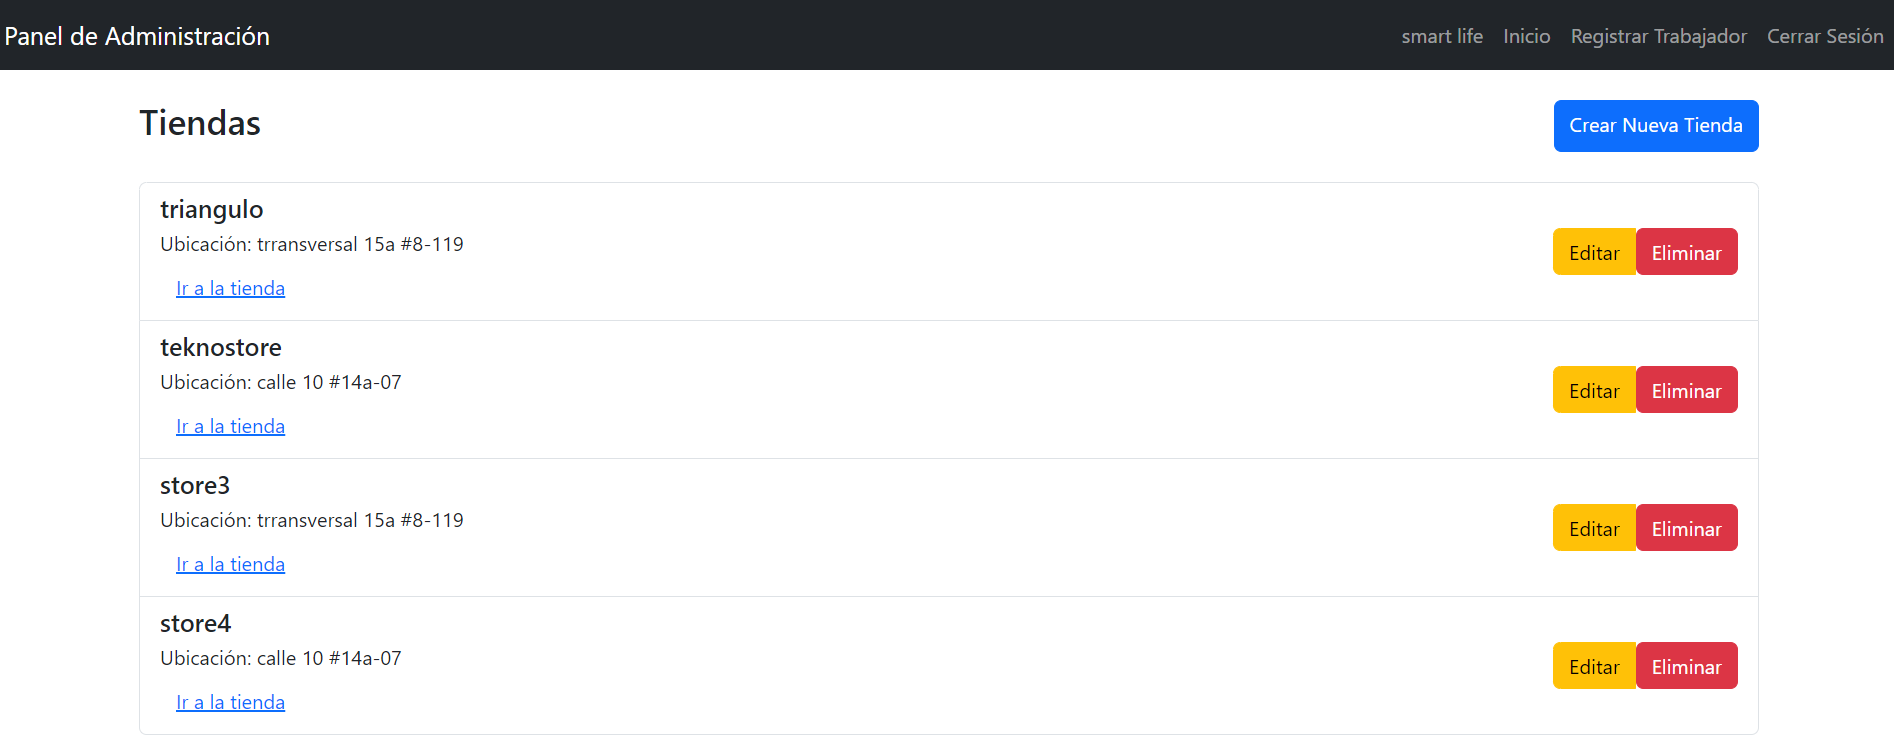 Panel de Administración
smart life Inicio Registrar Trabajador Cerrar Sesión
Tiendas
Crear Nueva Tienda
triangulo
Ubicación: trransversal 15a #8-119
Ir a la tienda
Editar Eliminar
teknostore
Ubicación: calle 10 #14a-07
Ir a la tienda
Editar Eliminar
store3
Ubicación: trransversal 15a #8-119
Ir a la tienda
Editar Eliminar
store4
Ubicación: calle 10 #14a-07
Ir a la tienda
Editar Eliminar